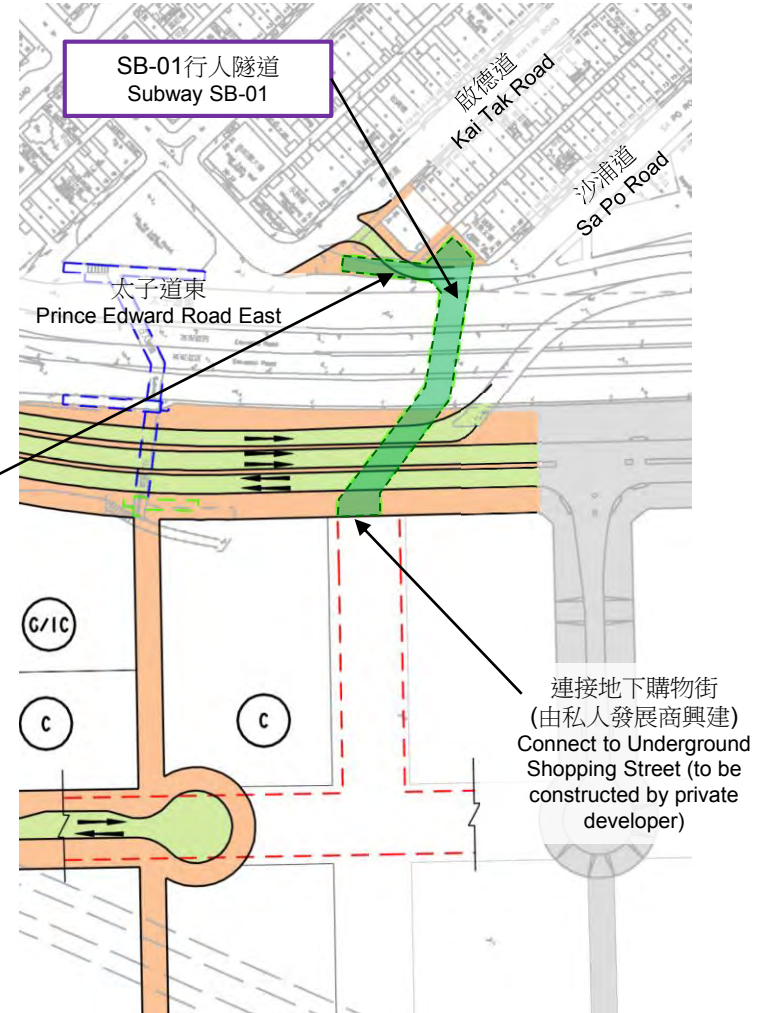 SB-01行人隧道
Subway SB-01
啟德道
Kai Tak Road
沙浦道
Sa Po Road
SA PO ROAD
太子道東
Prince Edward Road East
C/IC
C
C
連接地下購物街
(由私人發展商興建)
Connect to Underground
Shopping Street (to be
constructed by private
developer)